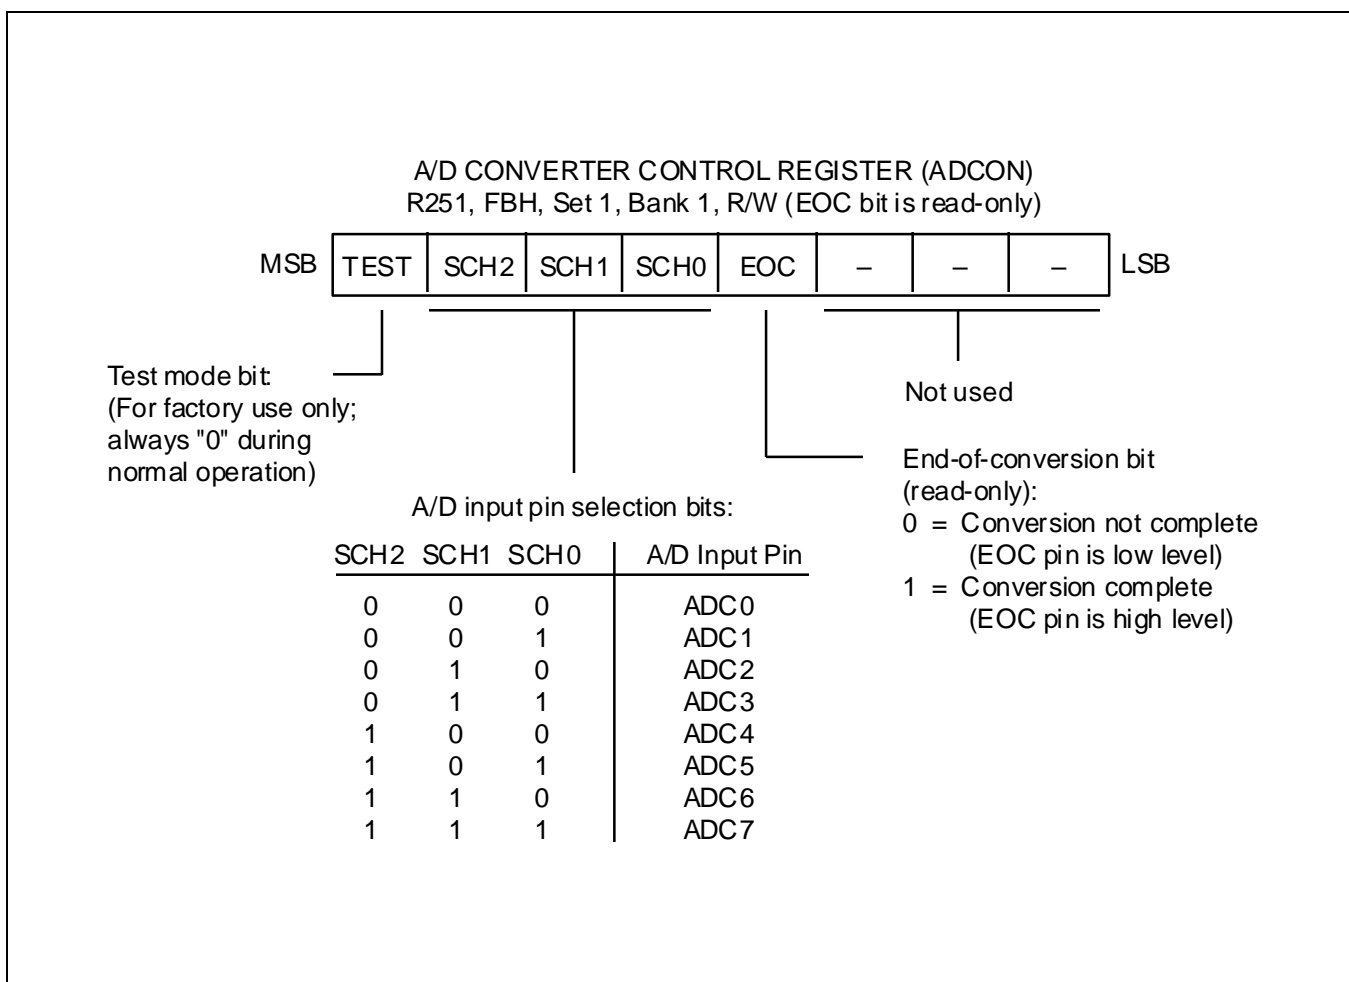 A/D CONVERTER CONTROL REGISTER (ADCON)
R251, FBH, Set 1, Bank 1, R/W (EOC bit is read-only)
MSB TEST SCH2 SCH1 SCH0 EOC – – – LSB
Test mode bit:
(For factory use only;
always "0" during
normal operation)
Not used
End-of-conversion bit
(read-only):
0 = Conversion not complete
(EOC pin is low level)
1 = Conversion complete
(EOC pin is high level)
A/D input pin selection bits:
SCH2 SCH1 SCH0 A/D Input Pin
0 0 0 ADC0
0 0 1 ADC1
0 1 0 ADC2
0 1 1 ADC3
1 0 0 ADC4
1 0 1 ADC5
1 1 0 ADC6
1 1 1 ADC7